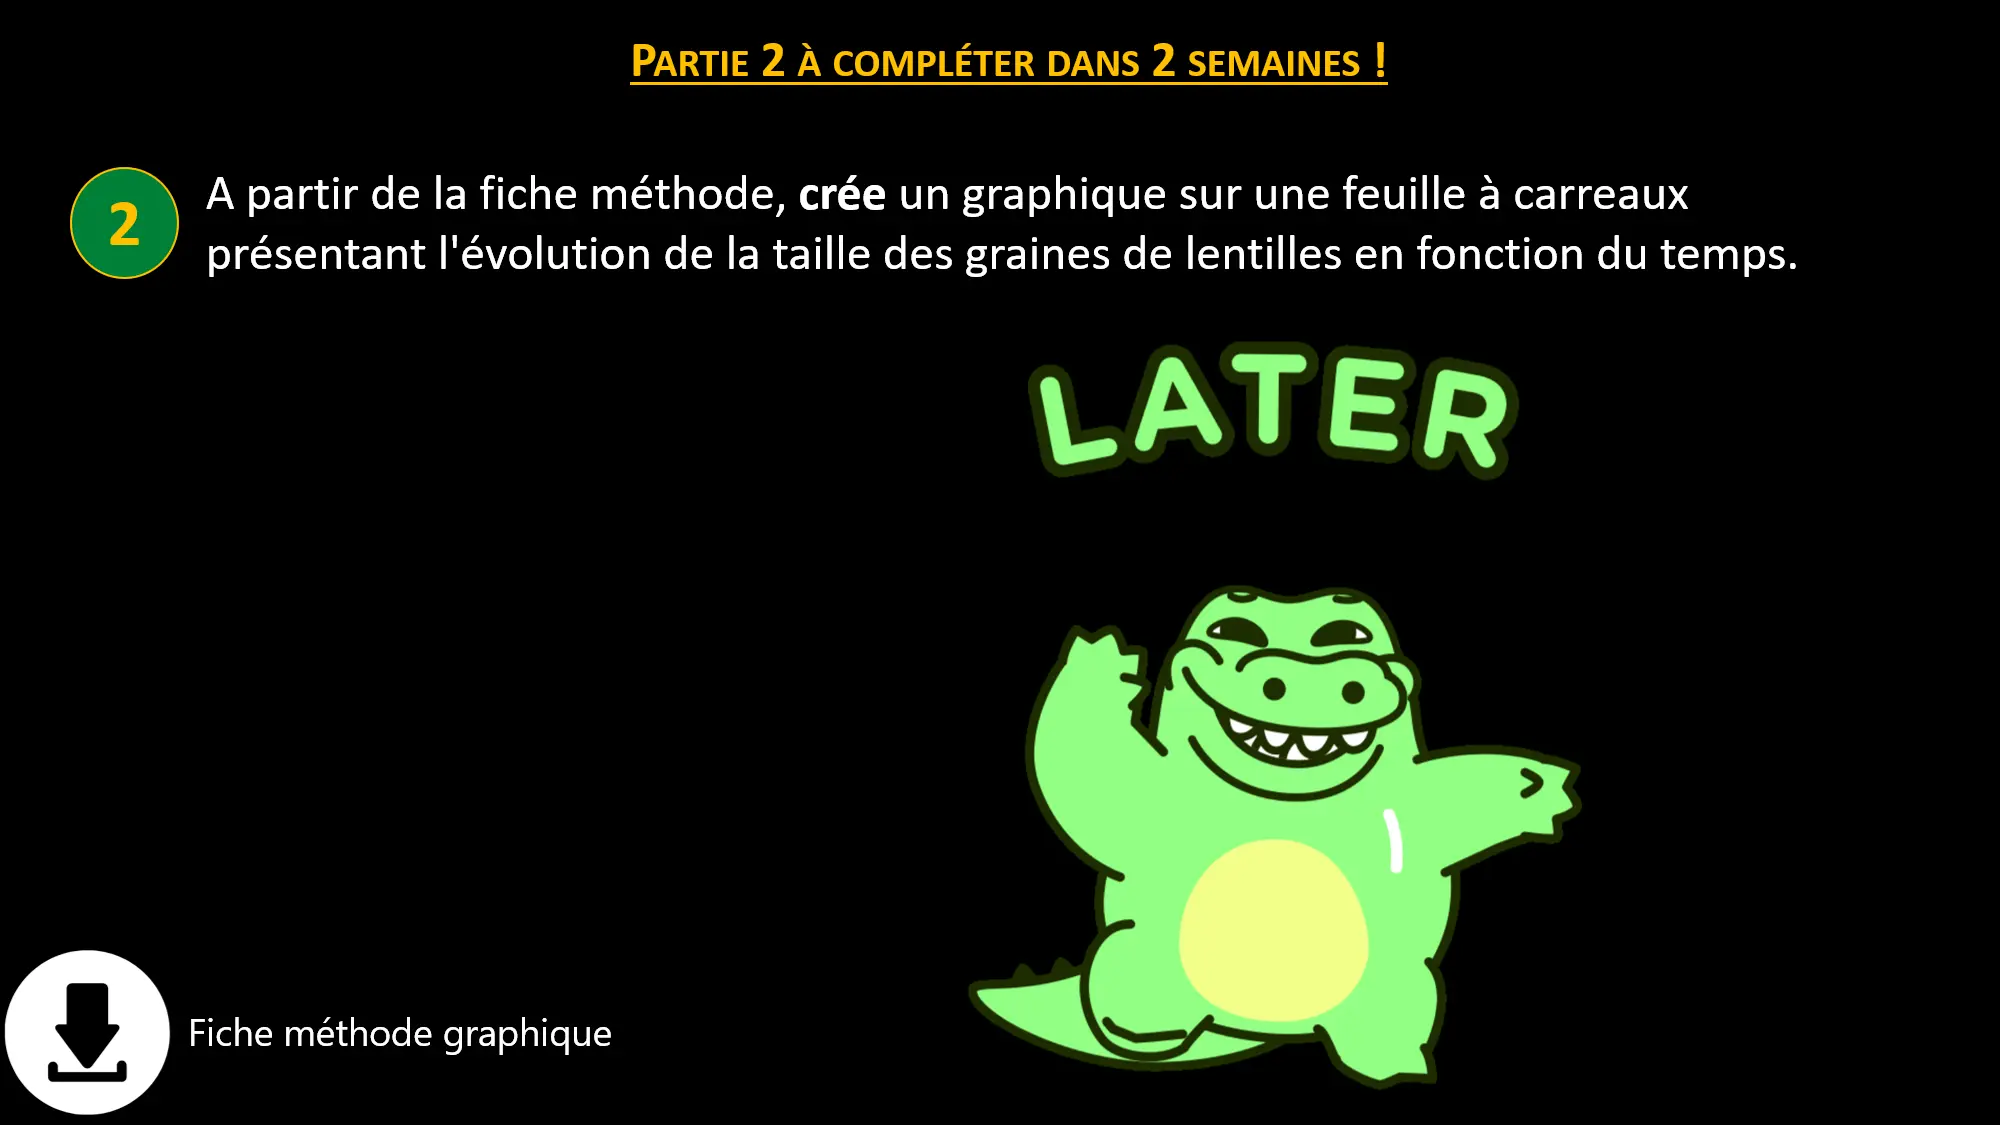 PARTIE 2 À COMPLÉTER DANS 2 SEMAINES !
2
A partir de la fiche méthode, crée un graphique sur une feuille à carreaux
présentant l'évolution de la taille des graines de lentilles en fonction du temps.
LATER
Fiche méthode graphique